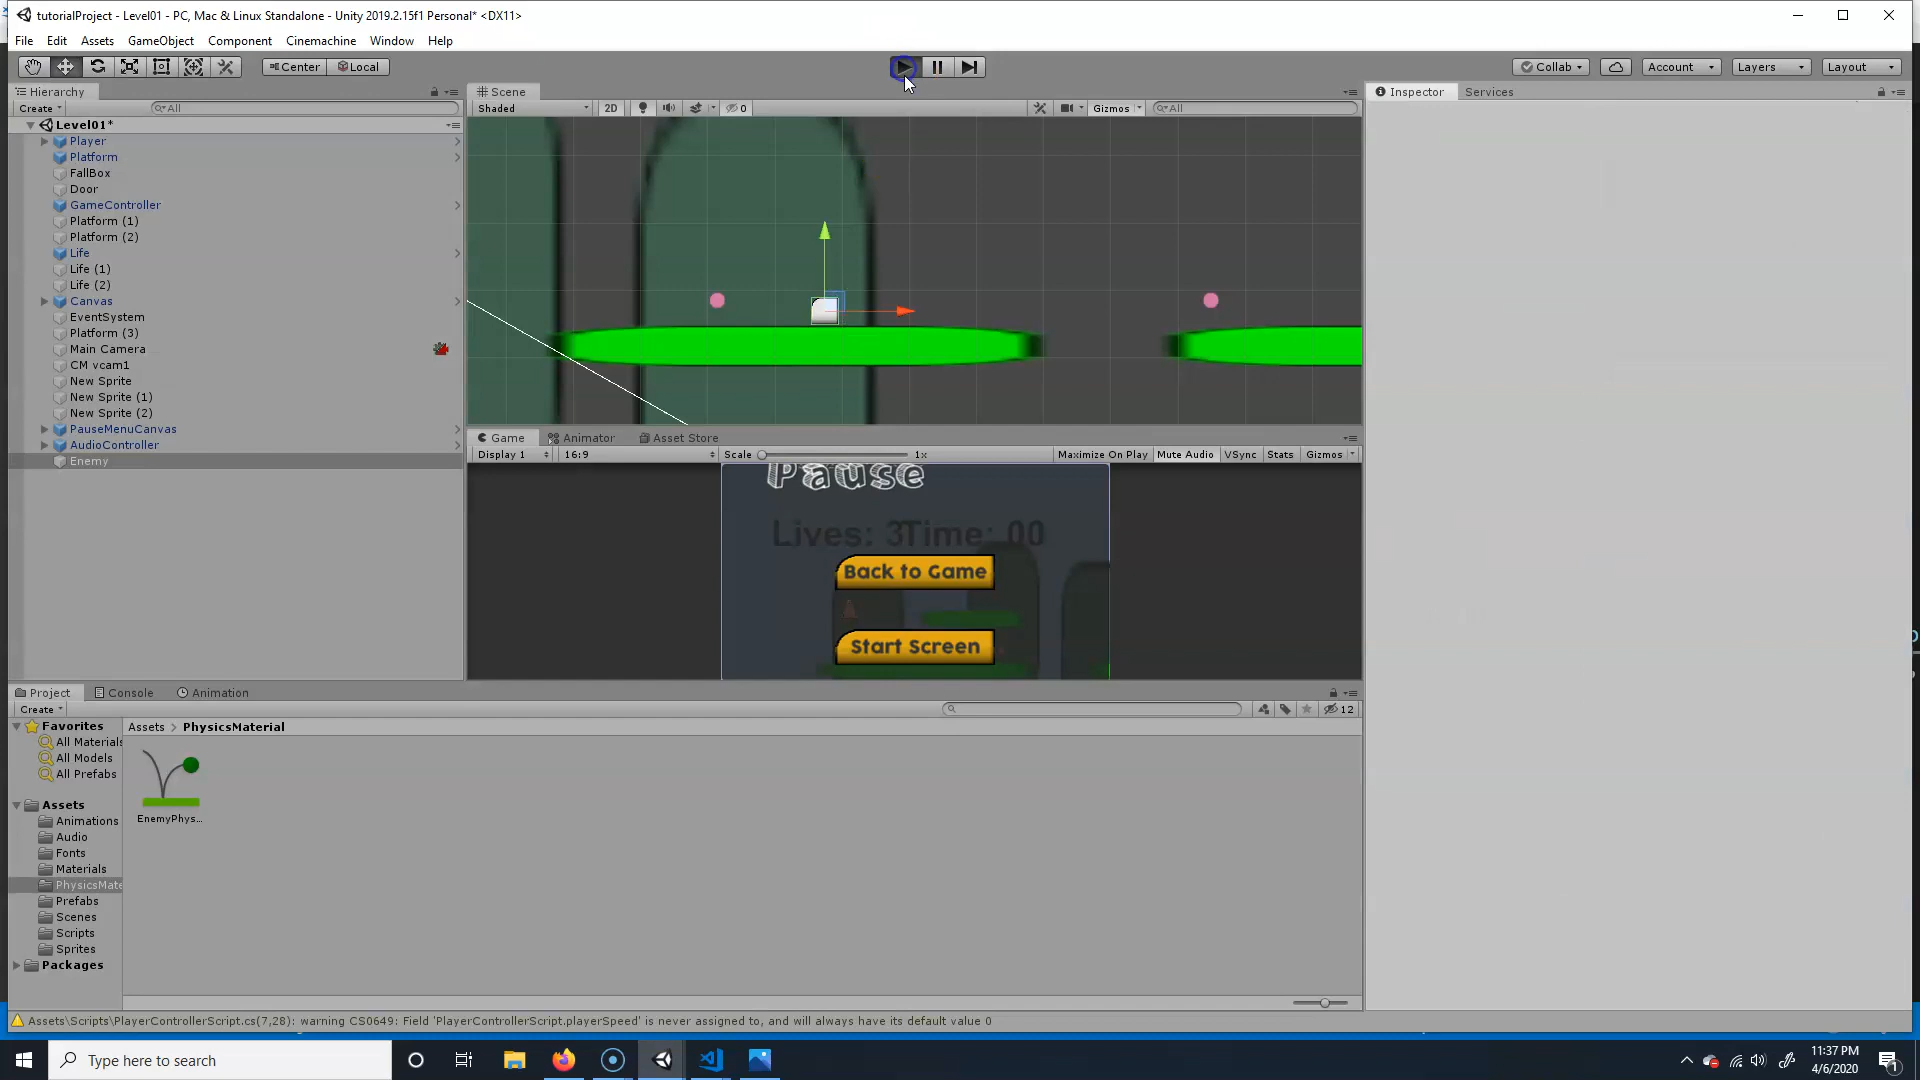 tutorialProject - Level01 - PC, Mac & Linux Standalone - Unity 2019.2.15f1 Personal* <DX11>
File Edit Assets GameObject Component Cinemachine Window Help
Center Local
Collab Account Layers Layout
Hierarchy
Create All
Level01*
Player
Platform
FallBox
Door
GameController
Platform (1)
Platform (2)
Life
Life (1)
Life (2)
Canvas
EventSystem
Platform (3)
Main Camera
CM vcam1
New Sprite
New Sprite (1)
New Sprite (2)
PauseMenuCanvas
AudioController
Enemy
Scene
Shaded 2D 0 Gizmos All
Game Animator Asset Store
Display 1 16:9 Scale 1x Maximize On Play Mute Audio VSync Stats Gizmos
Pause
Lives: 3Time: 00
Back to Game
Start Screen
Inspector Services
Project Console Animation
Create 12
Favorites
All Materials
All Models
All Prefabs
Assets
Animations
Audio
Fonts
Materials
PhysicsMate
Prefabs
Scenes
Scripts
Sprites
Packages
Assets > PhysicsMaterial
EnemyPhys...
Assets\Scripts\PlayerControllerScript.cs(7,28): warning CS0649: Field 'PlayerControllerScript.playerSpeed' is never assigned to, and will always have its default value 0
Type here to search
11:37 PM
4/6/2020
1